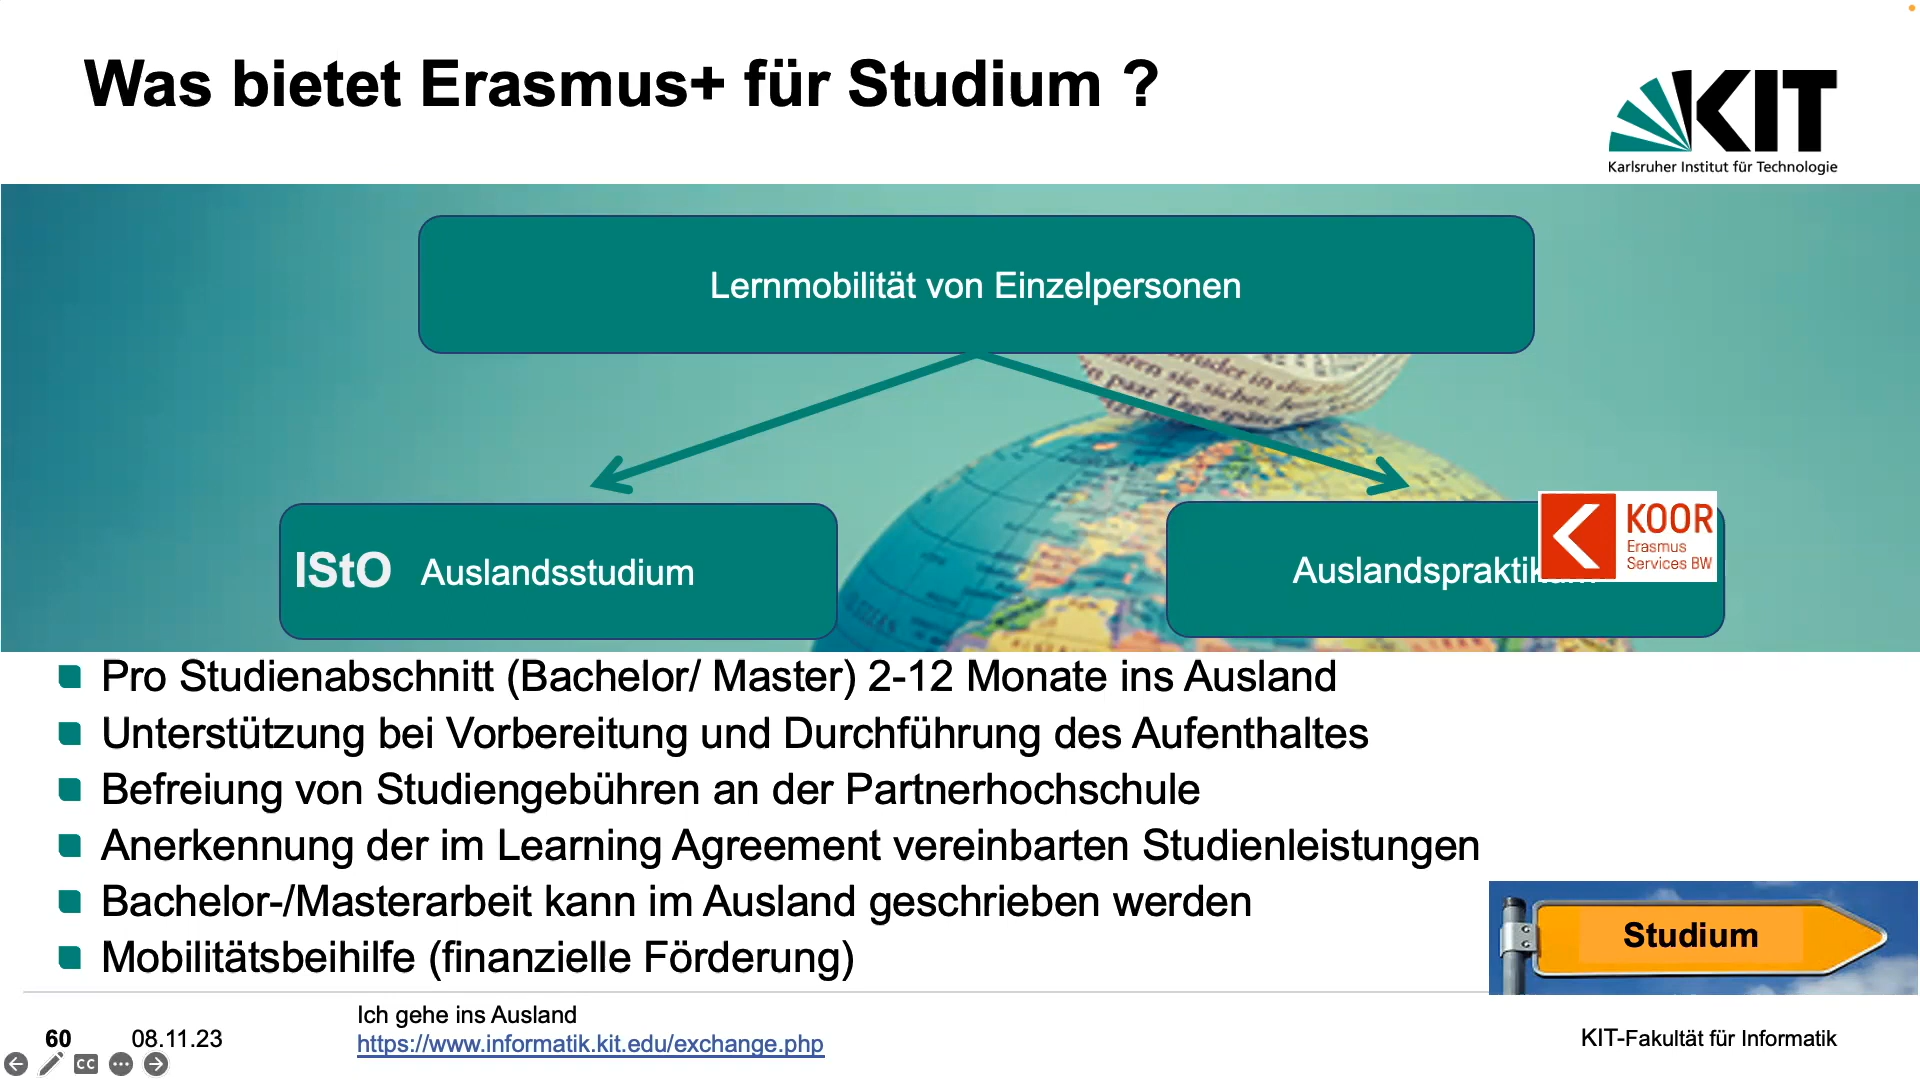 Was bietet Erasmus+ für Studium ?
KIT
Karlsruher Institut für Technologie
Lernmobilität von Einzelpersonen
IStO Auslandsstudium
KOOR
Erasmus
Services BW
Pro Studienabschnitt (Bachelor/ Master) 2-12 Monate ins Ausland
Unterstützung bei Vorbereitung und Durchführung des Aufenthaltes
Befreiung von Studiengebühren an der Partnerhochschule
Anerkennung der im Learning Agreement vereinbarten Studienleistungen
Bachelor-/Masterarbeit kann im Ausland geschrieben werden
Mobilitätsbeihilfe (finanzielle Förderung)
Studium
60 08.11.23
Ich gehe ins Ausland
https://www.informatik.kit.edu/exchange.php
KIT-Fakultät für Informatik
CC